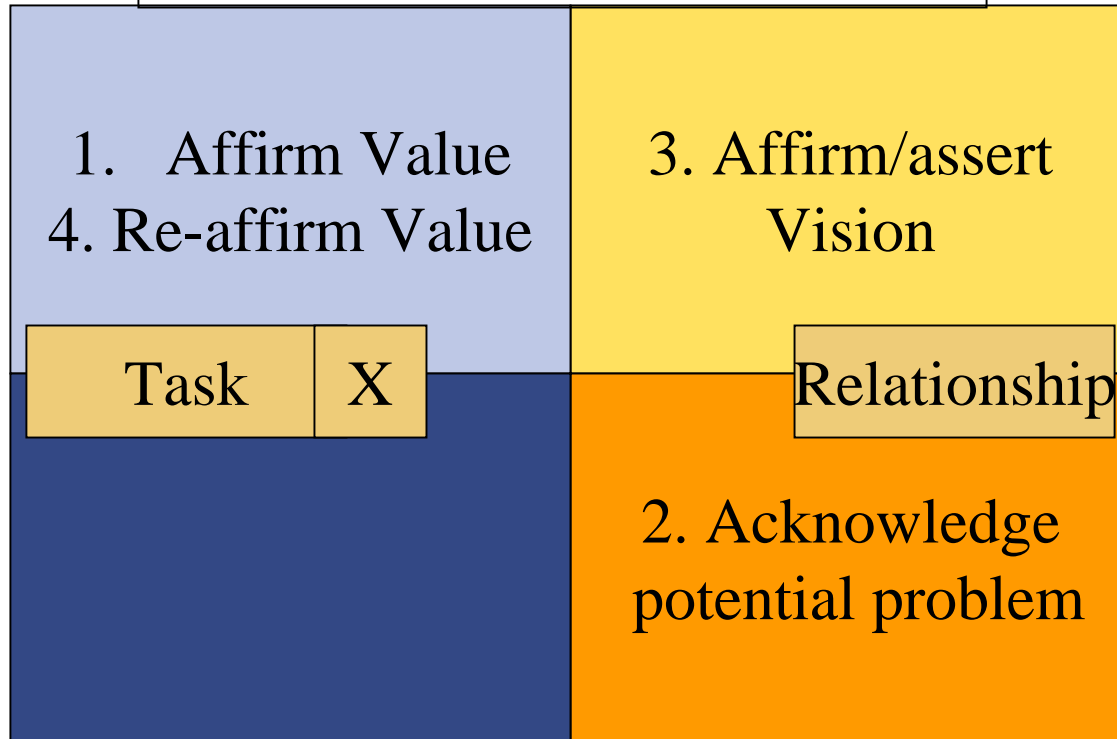 1. Affirm Value
4. Re-affirm Value
3. Affirm/assert
Vision
Task
X
Relationship
2. Acknowledge
potential problem